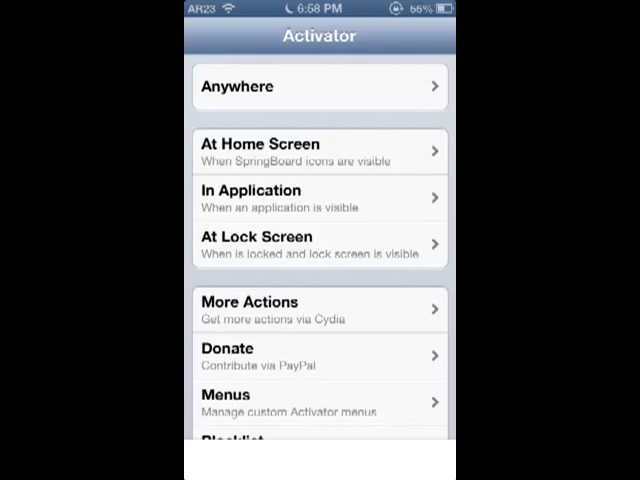 AR23 6:58 PM 55%
Activator
Anywhere
At Home Screen
When SpringBoard icons are visible
In Application
When an application is visible
At Lock Screen
When is locked and lock screen is visible
More Actions
Get more actions via Cydia
Donate
Contribute via PayPal
Menus
Manage custom Activator menus
Blacklist